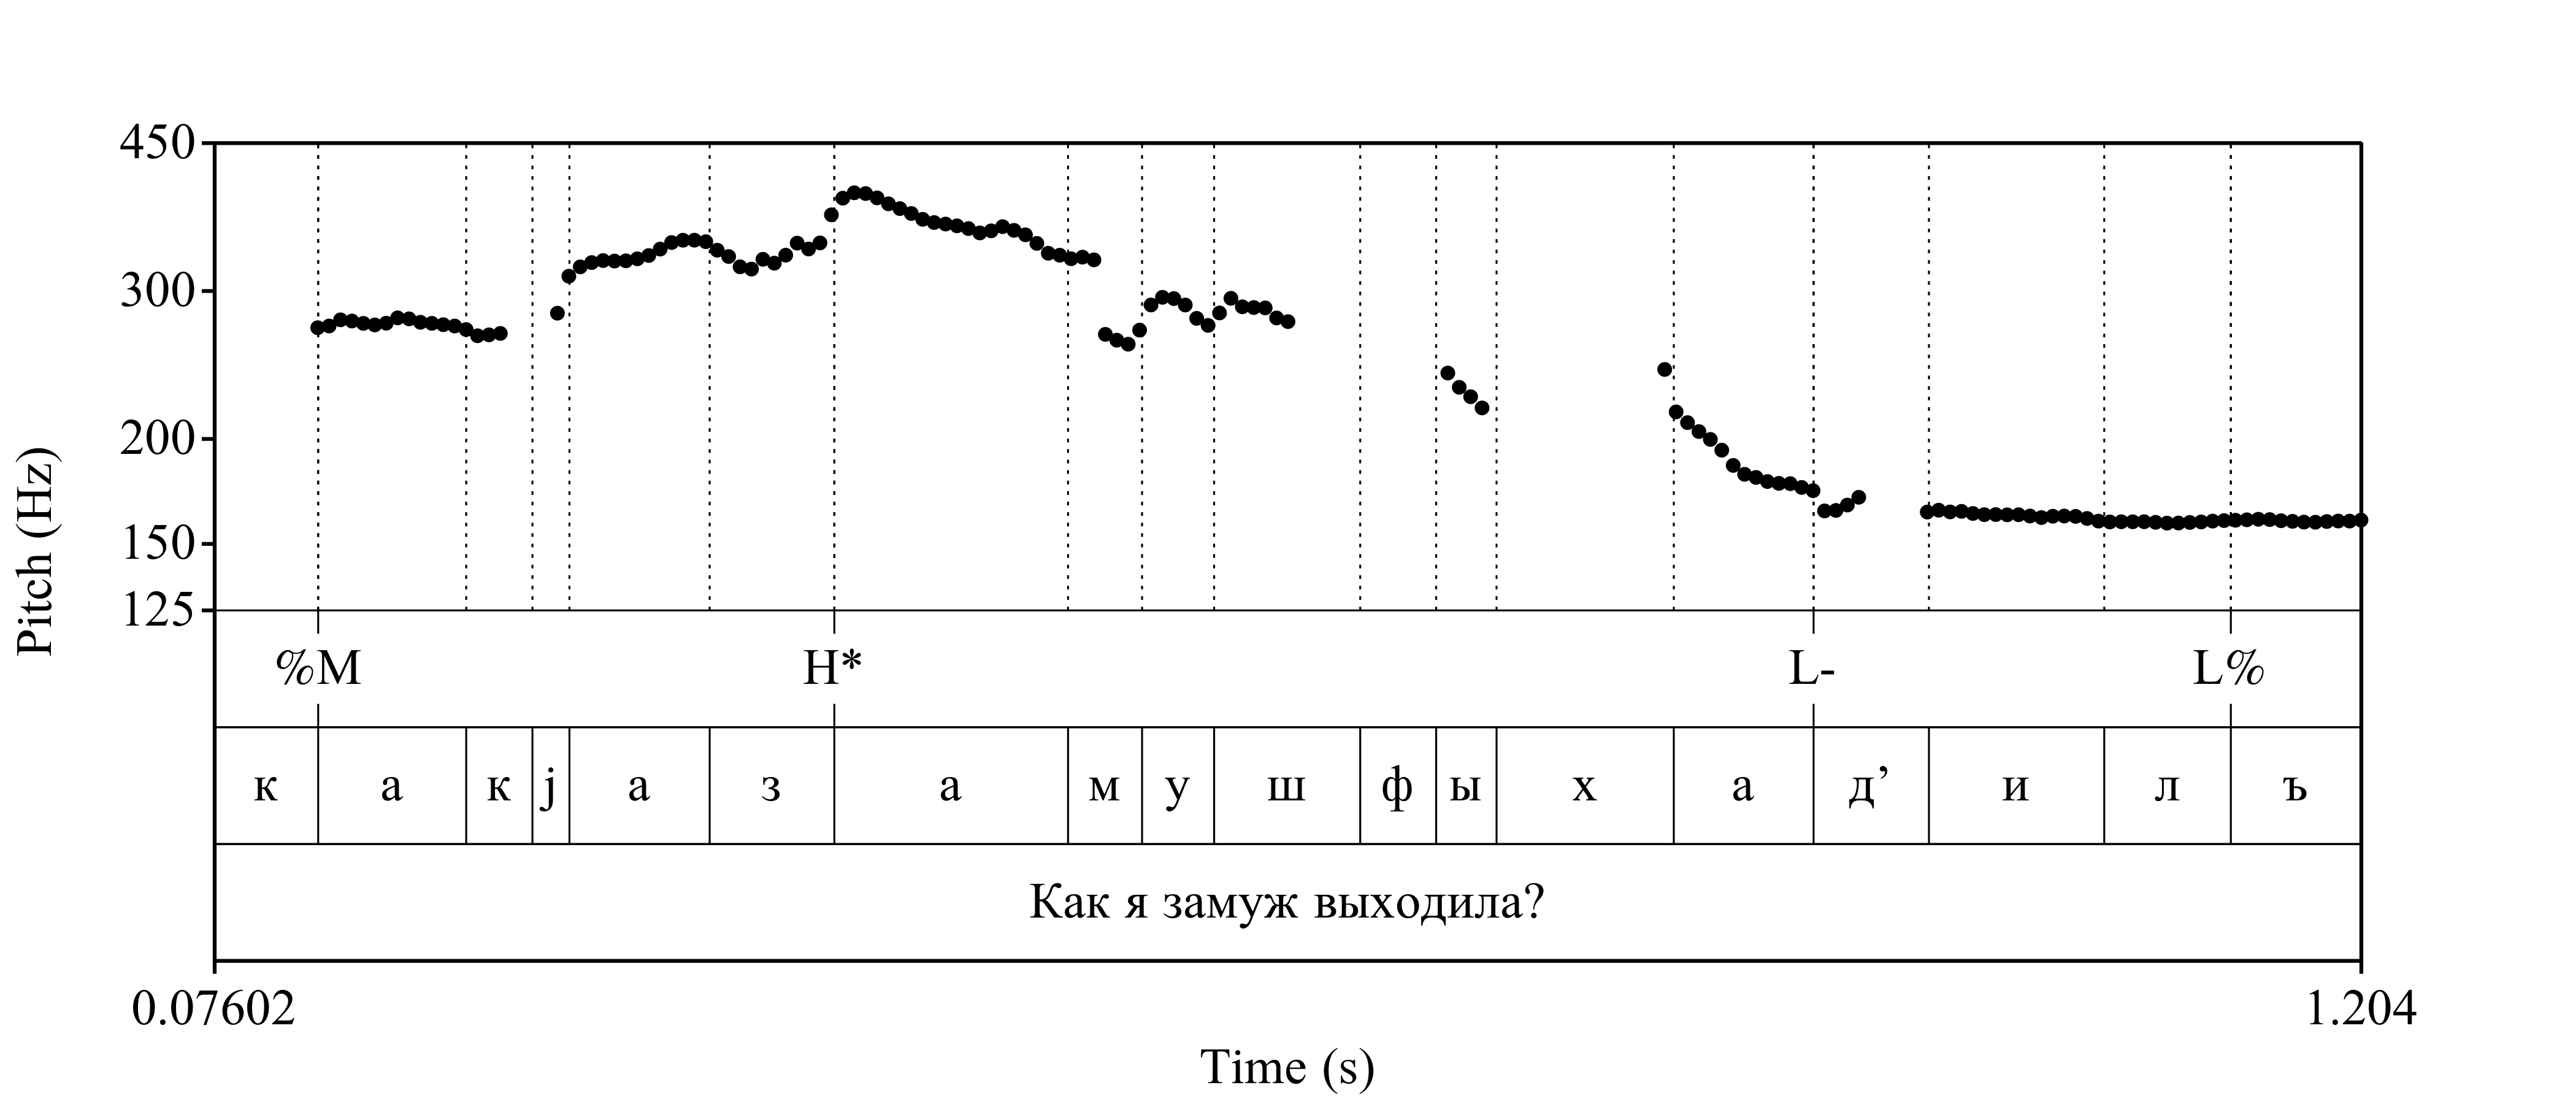 450
300
200
150
125
Pitch (Hz)
%M H* L- L%
к а к j а з а м у ш ф ы х а д’ и л ъ
Как я замуж выходила?
0.07602 1.204
Time (s)